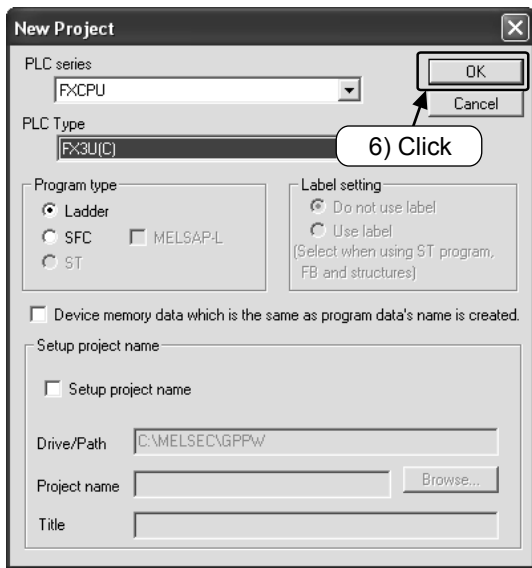 New Project
PLC series
FXCPU
OK
Cancel
PLC Type
FX3U(C)
6) Click
Program type
Ladder
SFC
MELSAP-L
ST
Label setting
Do not use label
Use label
(Select when using ST program,
FB and structures)
Device memory data which is the same as program data's name is created.
Setup project name
Setup project name
Drive/Path
C:\MELSEC\GPPW
Project name
Browse...
Title